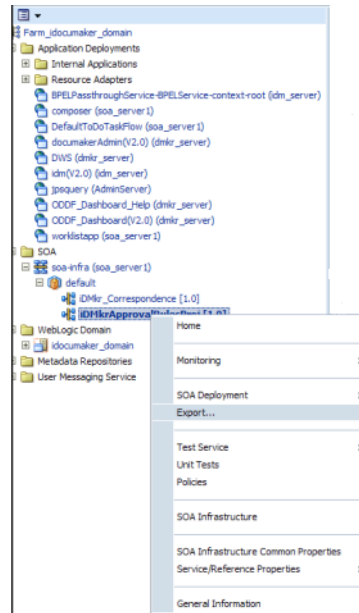 Farm_idocumaker_domain
Application Deployments
Internal Applications
Resource Adapters
BPELPassthroughService-BPELService-context-root (idm_server)
composer (soa_server1)
DefaultToDoTaskFlow (soa_server1)
documakerAdmin(V2.0) (dmkr_server)
DWS (dmkr_server)
idm(V2.0) (idm_server)
jpsquery (AdminServer)
ODDF_Dashboard_Help (dmkr_server)
ODDF_Dashboard(V2.0) (dmkr_server)
worklistapp (soa_server1)
SOA
soa-infra (soa_server1)
default
iDMkr_Correspondence [1.0]
iDMkrApprovalRulesProj [1.0]
WebLogic Domain
idocumaker_domain
Metadata Repositories
User Messaging Service
Home
Monitoring
SOA Deployment
Export...
Test Service
Unit Tests
Policies
SOA Infrastructure
SOA Infrastructure Common Properties
Service/Reference Properties
General Information